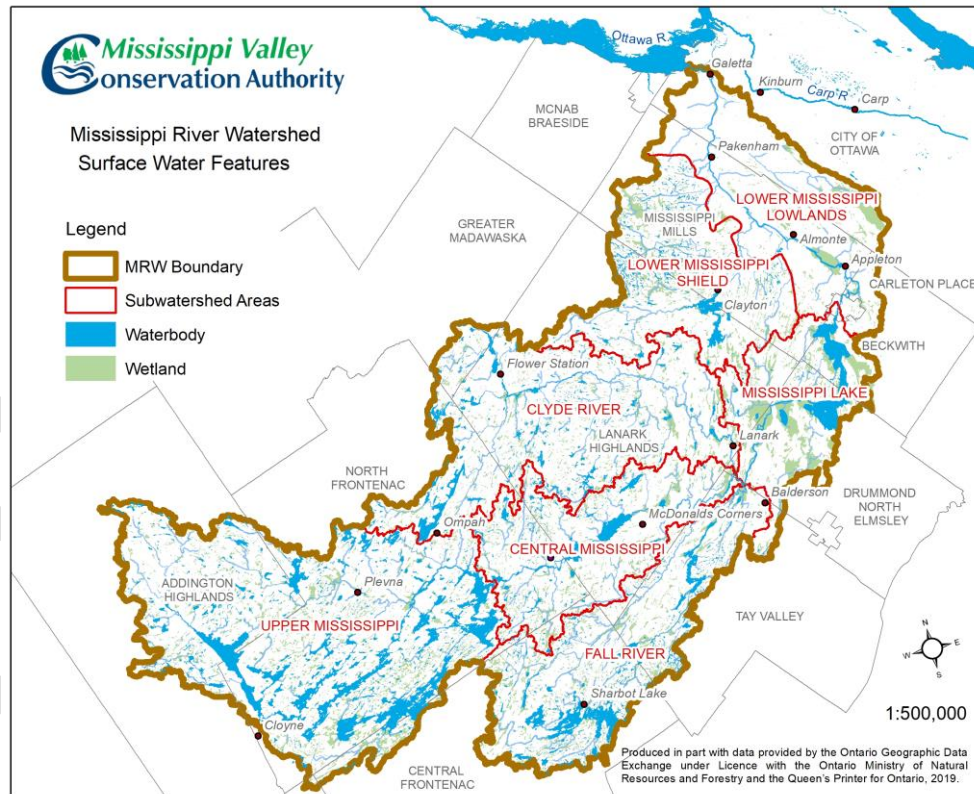 Mississippi Valley
Conservation Authority
Mississippi River Watershed
Surface Water Features
Legend
MRW Boundary
Subwatershed Areas
Waterbody
Wetland
Ottawa R.
Galetta
Kinburn
Carp R.
Carp
MCNAB
BRAESIDE
CITY OF
OTTAWA
Pakenham
LOWER MISSISSIPPI
LOWLANDS
MISSISSIPPI
MILLS
GREATER
MADAWASKA
Almonte
Appleton
LOWER MISSISSIPPI
SHIELD
CARLETON PLACE
Clayton
BECKWITH
Flower Station
MISSISSIPPI LAKE
CLYDE RIVER
LANARK
HIGHLANDS
Lanark
NORTH
FRONTENAC
Balderson
DRUMMOND
NORTH
ELMSLEY
McDonalds Corners
Ompah
CENTRAL MISSISSIPPI
ADDINGTON
HIGHLANDS
Plevna
UPPER MISSISSIPPI
TAY VALLEY
FALL RIVER
Sharbot Lake
Cloyne
CENTRAL
FRONTENAC
N
W
E
S
1:500,000
Produced in part with data provided by the Ontario Geographic Data
Exchange under Licence with the Ontario Ministry of Natural
Resources and Forestry and the Queen's Printer for Ontario, 2019.